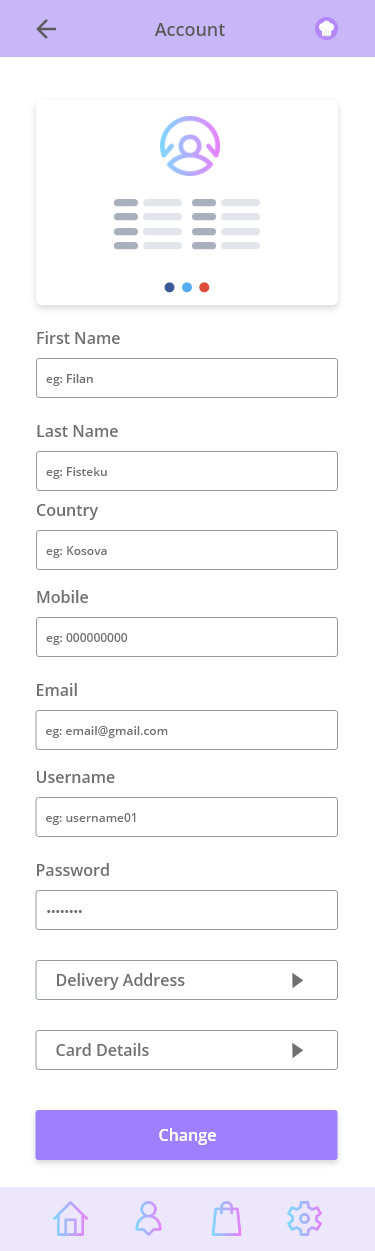 Account
First Name
eg: Filan
Last Name
eg: Fisteku
Country
eg: Kosova
Mobile
eg: 000000000
Email
eg: email@gmail.com
Username
eg: username01
Password
••••••••
Delivery Address
Card Details
Change